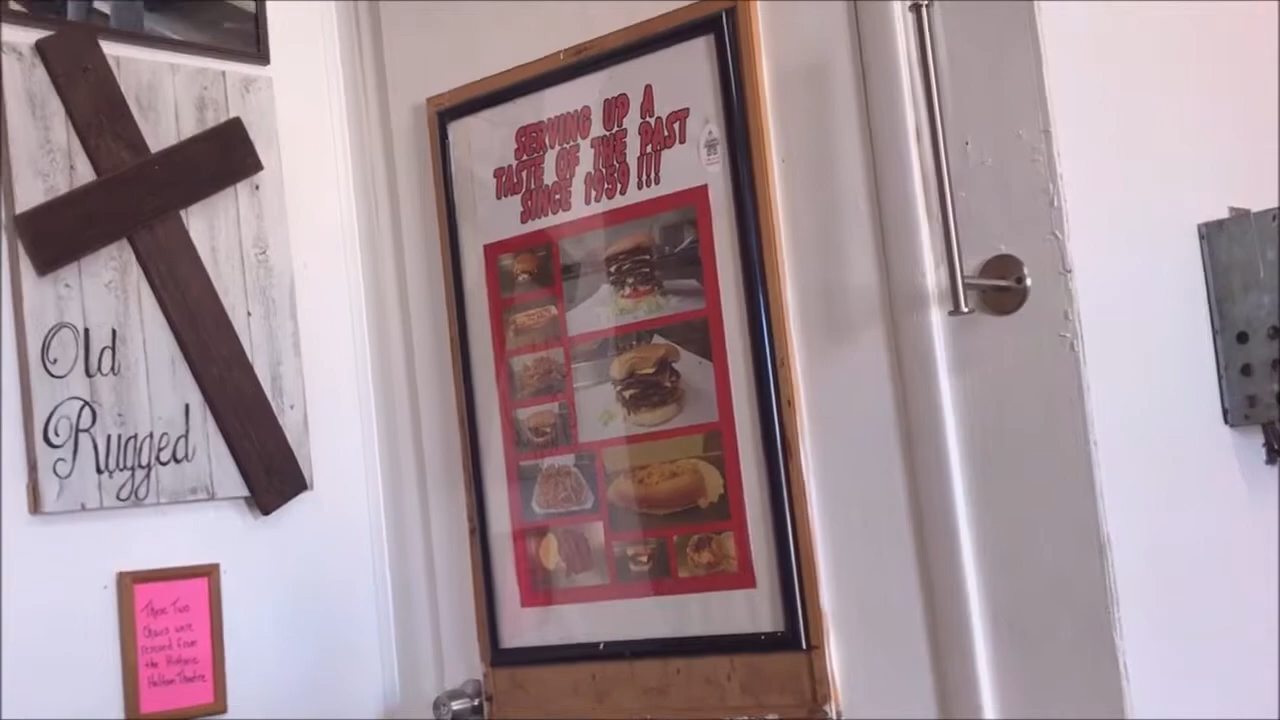 Old
Rugged
SERVING UP A
TASTE OF THE PAST
SINCE 1959 !!!
These Two
Chairs were
rescued from
the Historic
Haltom Theatre